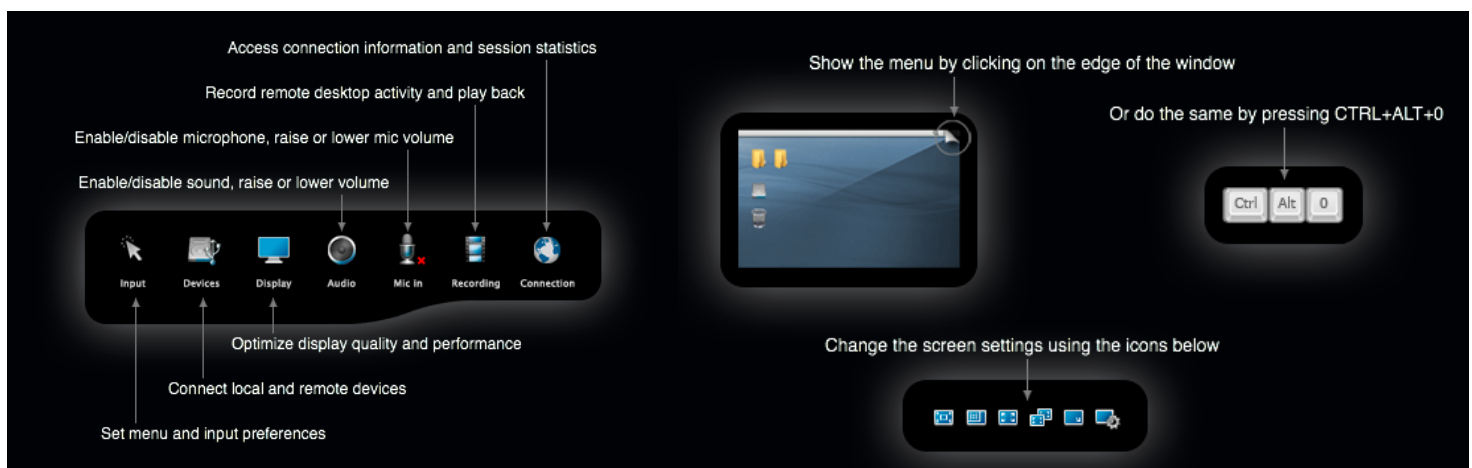 Access connection information and session statistics
Record remote desktop activity and play back
Enable/disable microphone, raise or lower mic volume
Enable/disable sound, raise or lower volume
Input
Devices
Display
Audio
Mic In
Recording
Connection
Optimize display quality and performance
Connect local and remote devices
Set menu and input preferences
Show the menu by clicking on the edge of the window
Or do the same by pressing CTRL+ALT+0
Ctrl Alt 0
Change the screen settings using the icons below